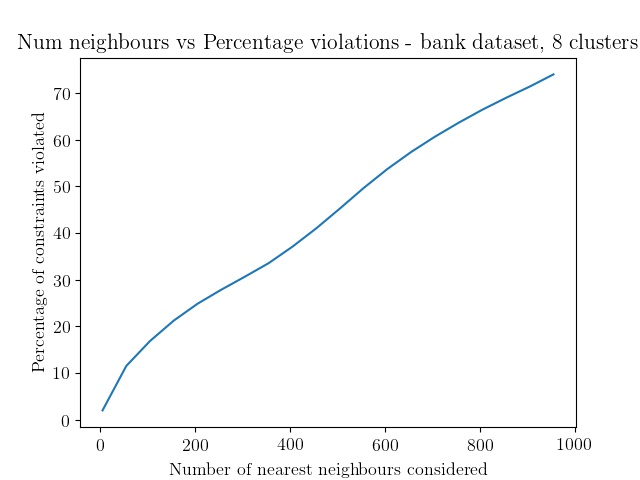 Num neighbours vs Percentage violations - bank dataset, 8 clusters
70
60
50
40
30
20
10
0
Percentage of constraints violated
0 200 400 600 800 1000
Number of nearest neighbours considered